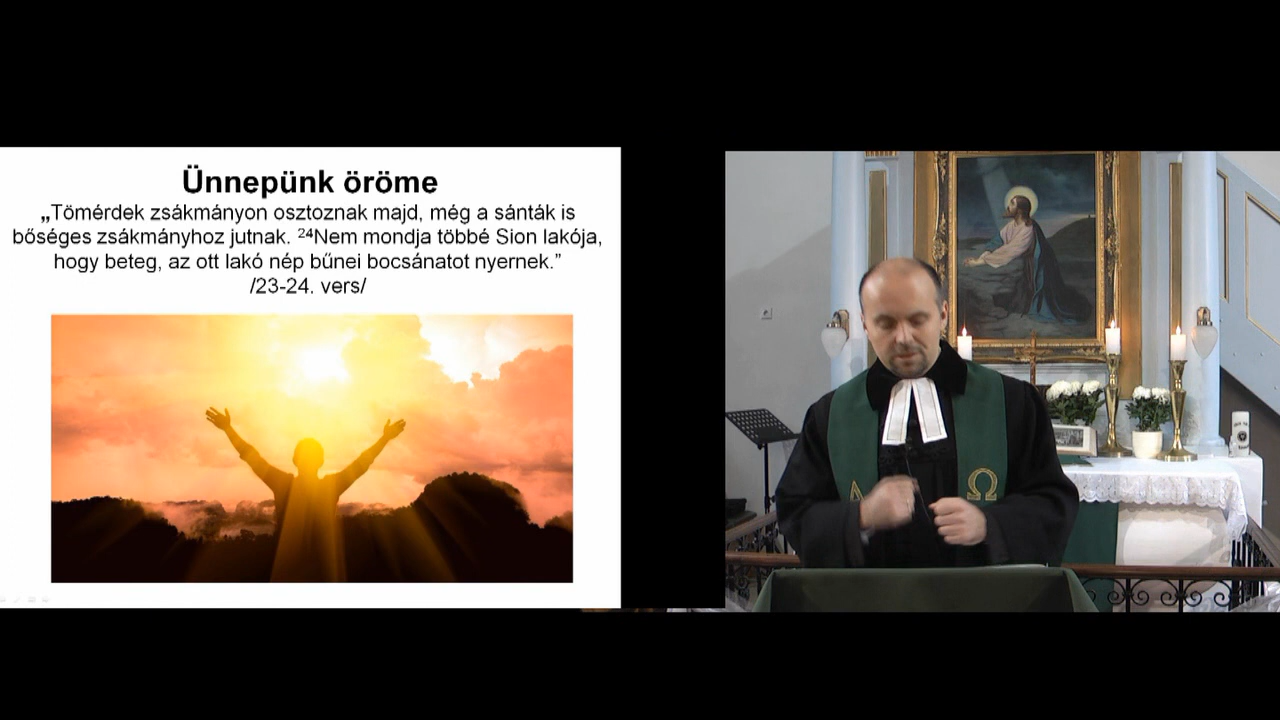 Ünnepünk öröme
„Tömérdek zsákmányon osztoznak majd, még a sánták is
bőséges zsákmányhoz jutnak. ²⁴Nem mondja többé Sion lakója,
hogy beteg, az ott lakó nép bűnei bocsánatot nyernek.”
/23-24. vers/
Α Ω